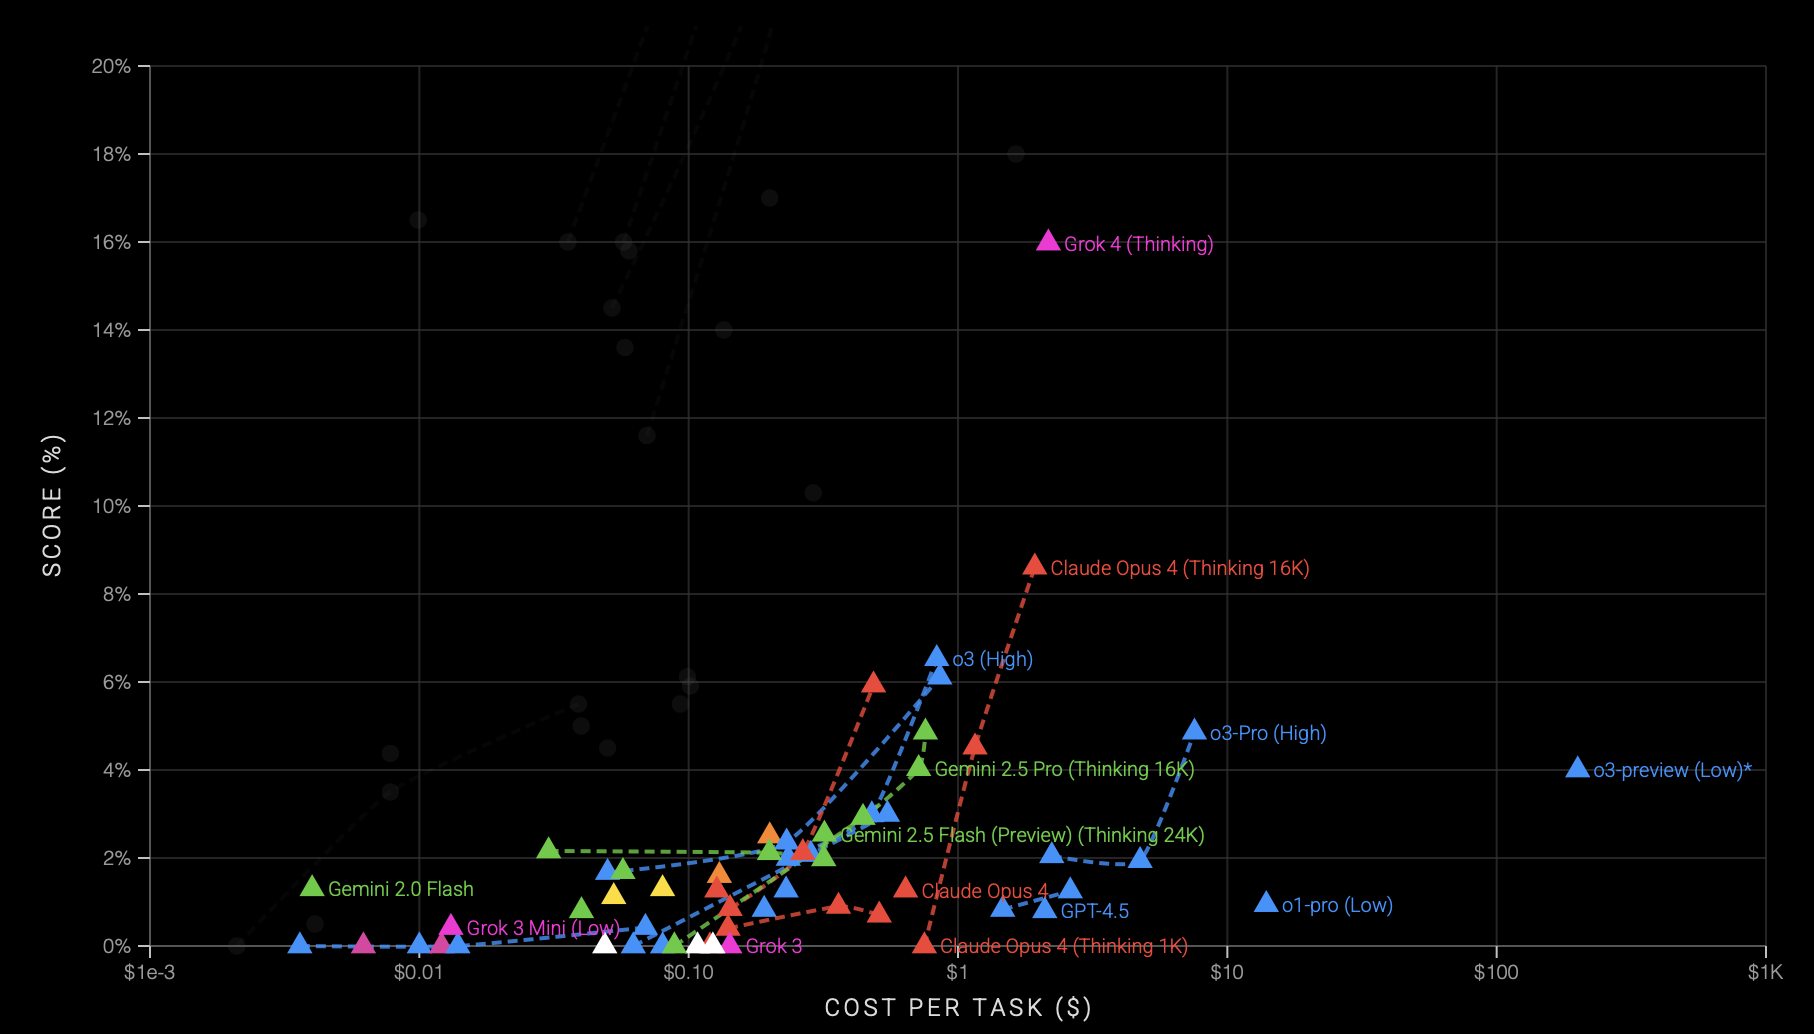 20%
18%
16%
14%
12%
10%
8%
6%
4%
2%
0%
SCORE (%)
Grok 4 (Thinking)
Claude Opus 4 (Thinking 16K)
o3 (High)
o3-Pro (High)
Gemini 2.5 Pro (Thinking 16K)
o3-preview (Low)*
Gemini 2.5 Flash (Preview) (Thinking 24K)
Gemini 2.0 Flash
Claude Opus 4
o1-pro (Low)
GPT-4.5
Grok 3 Mini (Low)
Grok 3
Claude Opus 4 (Thinking 1K)
$1e-3
$0.01
$0.10
$1
$10
$100
$1K
COST PER TASK ($)